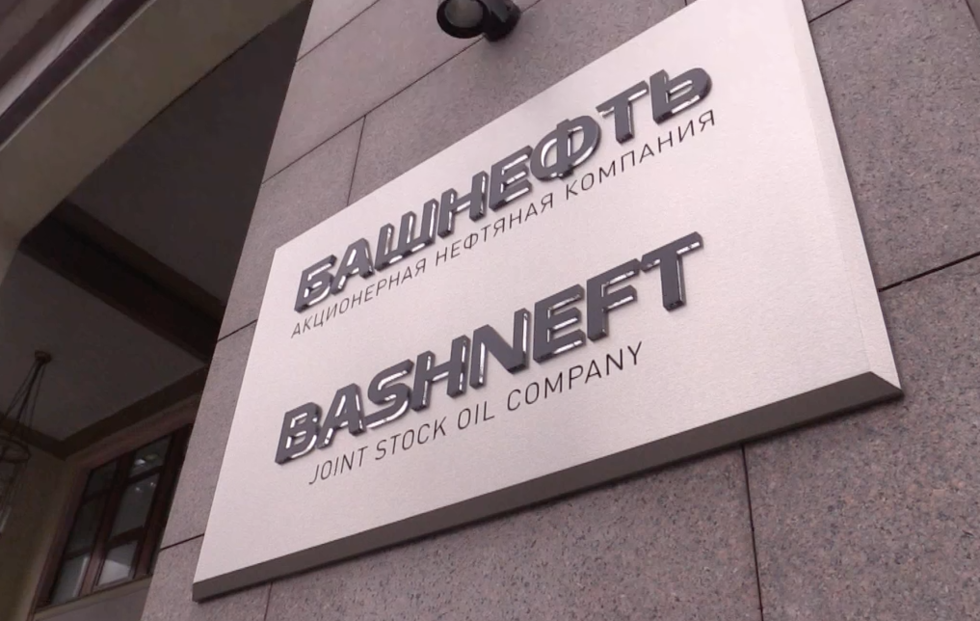 БАШНЕФТЬ
АКЦИОНЕРНАЯ НЕФТЯНАЯ КОМПАНИЯ
BASHNEFT
JOINT STOCK OIL COMPANY